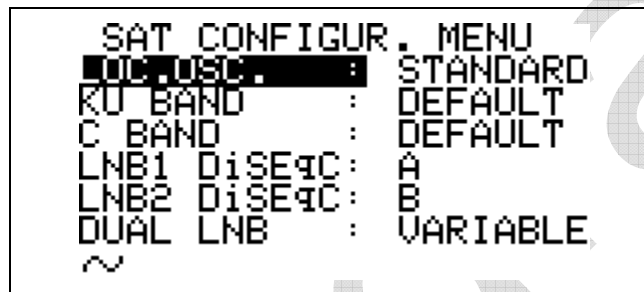 SAT CONFIGUR. MENU
LOC.OSC. : STANDARD
KU BAND : DEFAULT
C BAND : DEFAULT
LNB1 DiSEqC: A
LNB2 DiSEqC: B
DUAL LNB : VARIABLE
~